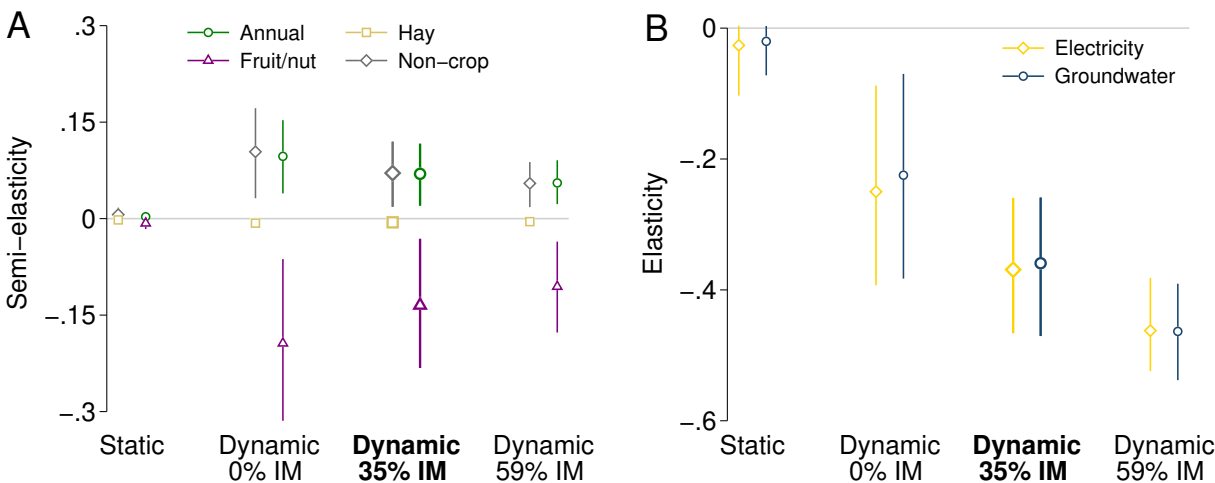 A
Semi−elasticity
.3
.15
0
−.15
−.3
Annual
Hay
Fruit/nut
Non−crop
Static
Dynamic
0% IM
Dynamic
35% IM
Dynamic
59% IM
B
Elasticity
0
−.2
−.4
−.6
Electricity
Groundwater
Static
Dynamic
0% IM
Dynamic
35% IM
Dynamic
59% IM